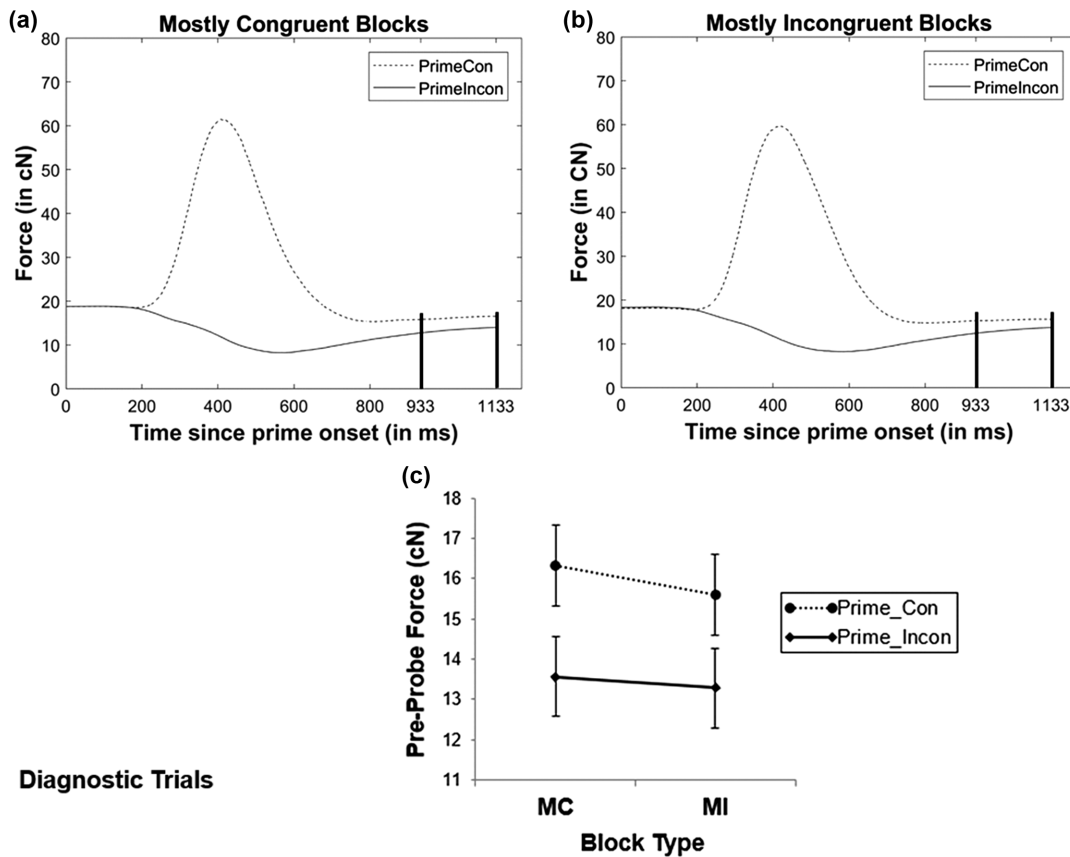 (a)
Mostly Congruent Blocks
80
70
60
50
40
30
20
10
0
Force (in cN)
PrimeCon
PrimeIncon
0 200 400 600 800 933 1133
Time since prime onset (in ms)
(b)
Mostly Incongruent Blocks
80
70
60
50
40
30
20
10
0
Force (in CN)
PrimeCon
PrimeIncon
0 200 400 600 800 933 1133
Time since prime onset (in ms)
(c)
18
17
16
15
14
13
12
11
Pre-Probe Force (cN)
Prime_Con
Prime_Incon
MC MI
Block Type
Diagnostic Trials